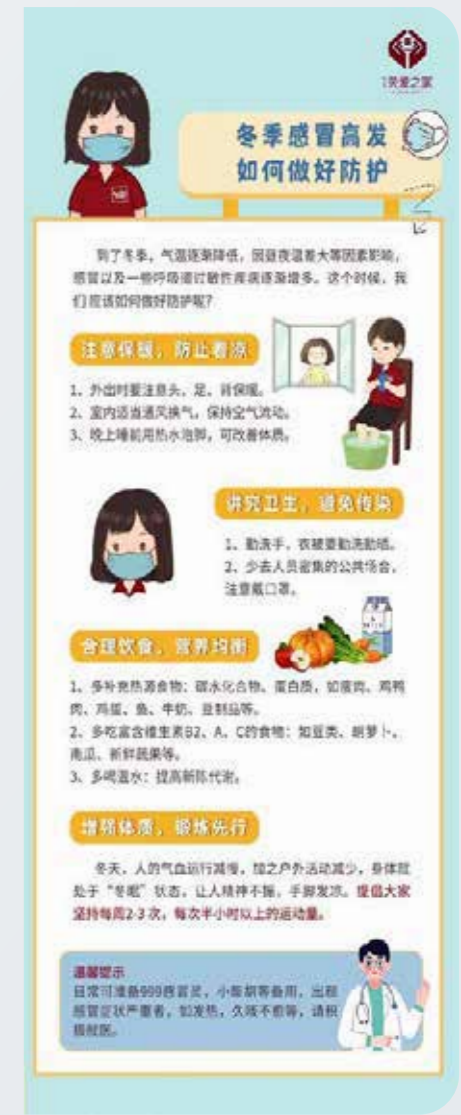 关爱之家
冬季感冒高发
如何做好防护
到了冬季，气温逐渐降低，因昼夜温差大等因素影响，
感冒以及一些呼吸道过敏性疾病逐渐增多。这个时候，我
们应该如何做好防护呢？
注意保暖，防止着凉
1、外出时要注意头、足、背保暖。
2、室内适当通风换气，保持空气流动。
3、晚上睡前用热水泡脚，可改善体质。
讲究卫生，避免传染
1、勤洗手，衣被要勤洗勤晒。
2、少去人员密集的公共场合，
注意戴口罩。
合理饮食，营养均衡
1、多补充热源食物：碳水化合物、蛋白质，如瘦肉、鸡鸭
肉、鸡蛋、鱼、牛奶、豆制品等。
2、多吃富含维生素B2、A、C的食物：如豆类、胡萝卜、
南瓜、新鲜蔬果等。
3、多喝温水：提高新陈代谢。
增强体质，锻炼先行
冬天，人的气血运行减慢，加之户外活动减少，身体就
处于“冬眠”状态，让人精神不振，手脚发凉。提倡大家
坚持每周2-3次，每次半小时以上的运动量。
温馨提示
日常可准备999感冒灵，小柴胡等备用，出现
感冒症状严重者，如发热，久咳不愈等，请积
极就医。